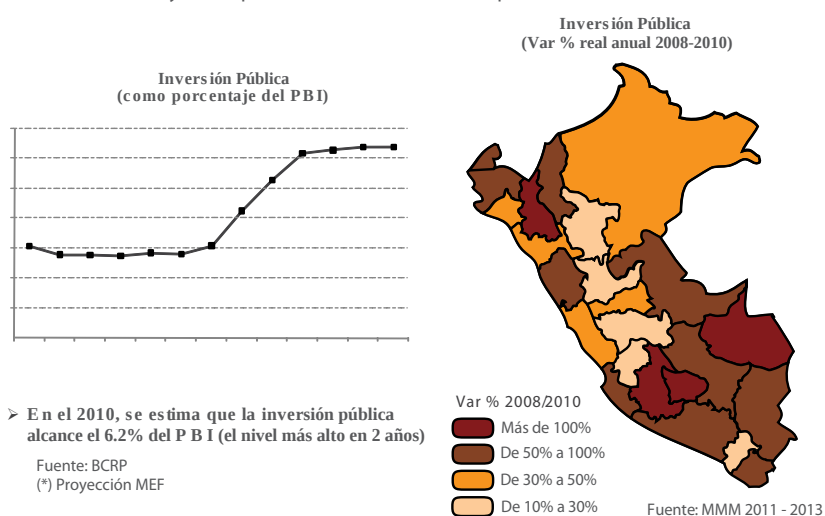 Inversión Pública
(como porcentaje del PBI)
➢ En el 2010, se estima que la inversión pública
alcance el 6.2% del P B I (el nivel más alto en 2 años)
Fuente: BCRP
(*) Proyección MEF
Inversión Pública
(Var % real anual 2008-2010)
Var % 2008/2010
Más de 100%
De 50% a 100%
De 30% a 50%
De 10% a 30%
Fuente: MMM 2011 - 2013